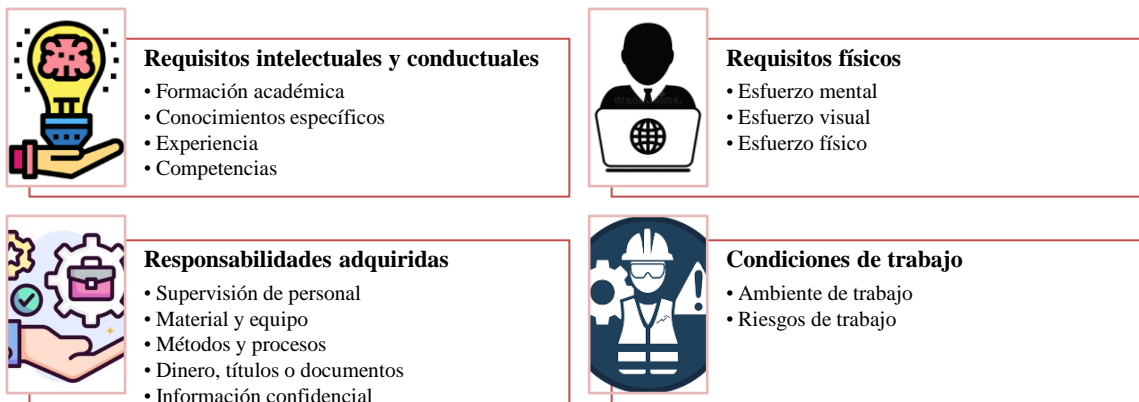 Requisitos intelectuales y conductuales
• Formación académica
• Conocimientos específicos
• Experiencia
• Competencias
Requisitos físicos
• Esfuerzo mental
• Esfuerzo visual
• Esfuerzo físico
Responsabilidades adquiridas
• Supervisión de personal
• Material y equipo
• Métodos y procesos
• Dinero, títulos o documentos
• Información confidencial
Condiciones de trabajo
• Ambiente de trabajo
• Riesgos de trabajo